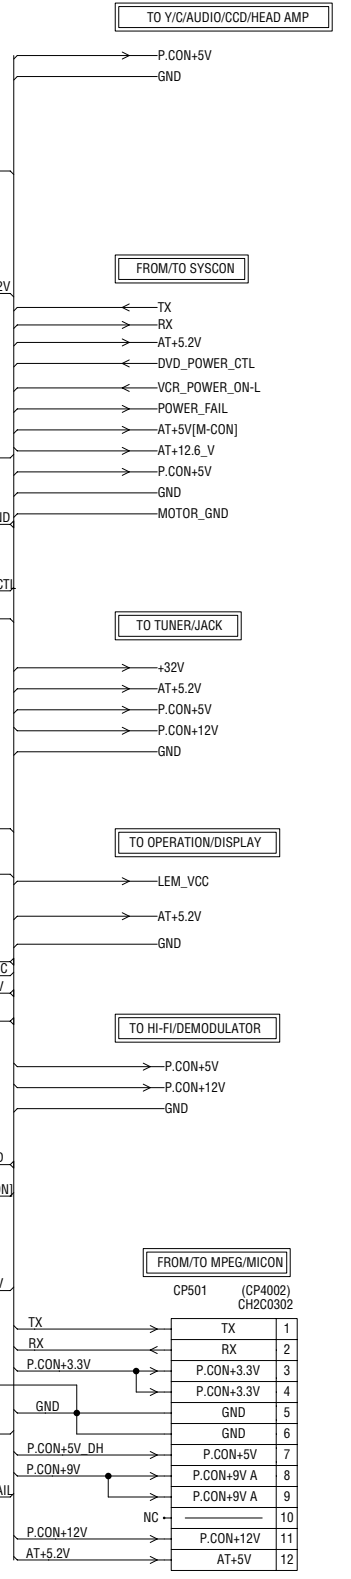 TO Y/C/AUDIO/CCD/HEAD AMP
P.CON+5V
GND
FROM/TO SYSCON
TX
RX
AT+5.2V
DVD_POWER_CTL
VCR_POWER_ON-L
POWER_FAIL
AT+5V[M-CON]
AT+12.6_V
P.CON+5V
GND
MOTOR_GND
TO TUNER/JACK
+32V
AT+5.2V
P.CON+5V
P.CON+12V
GND
TO OPERATION/DISPLAY
LEM_VCC
AT+5.2V
GND
TO HI-FI/DEMODULATOR
P.CON+5V
P.CON+12V
GND
FROM/TO MPEG/MICON
CP501 (CP4002)
CH2C0302
TX TX 1
RX RX 2
P.CON+3.3V P.CON+3.3V 3
P.CON+3.3V 4
GND GND 5
GND 6
P.CON+5V_DH P.CON+5V 7
P.CON+9V P.CON+9V A 8
P.CON+9V A 9
NC 10
P.CON+12V P.CON+12V 11
AT+5.2V AT+5V 12